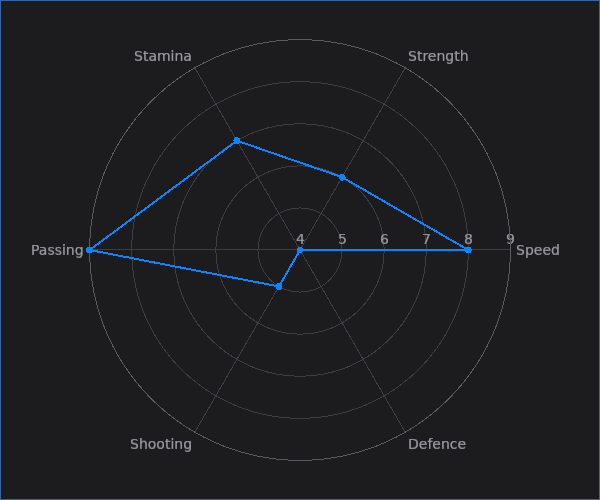 Stamina
Strength
4 5 6 7 8 9
Passing
Speed
Shooting
Defence